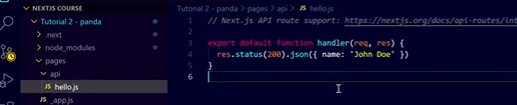 NEXTJS COURSE
Tutorial 2 - panda
.next
node_modules
pages
api
hello.js
_app.js
Tutorial 2 - panda > pages > api > hello.js
1 // Next.js API route support: https://nextjs.org/docs/api-routes/int
2
3 export default function handler(req, res) {
4 res.status(200).json({ name: 'John Doe' })
5 }
6